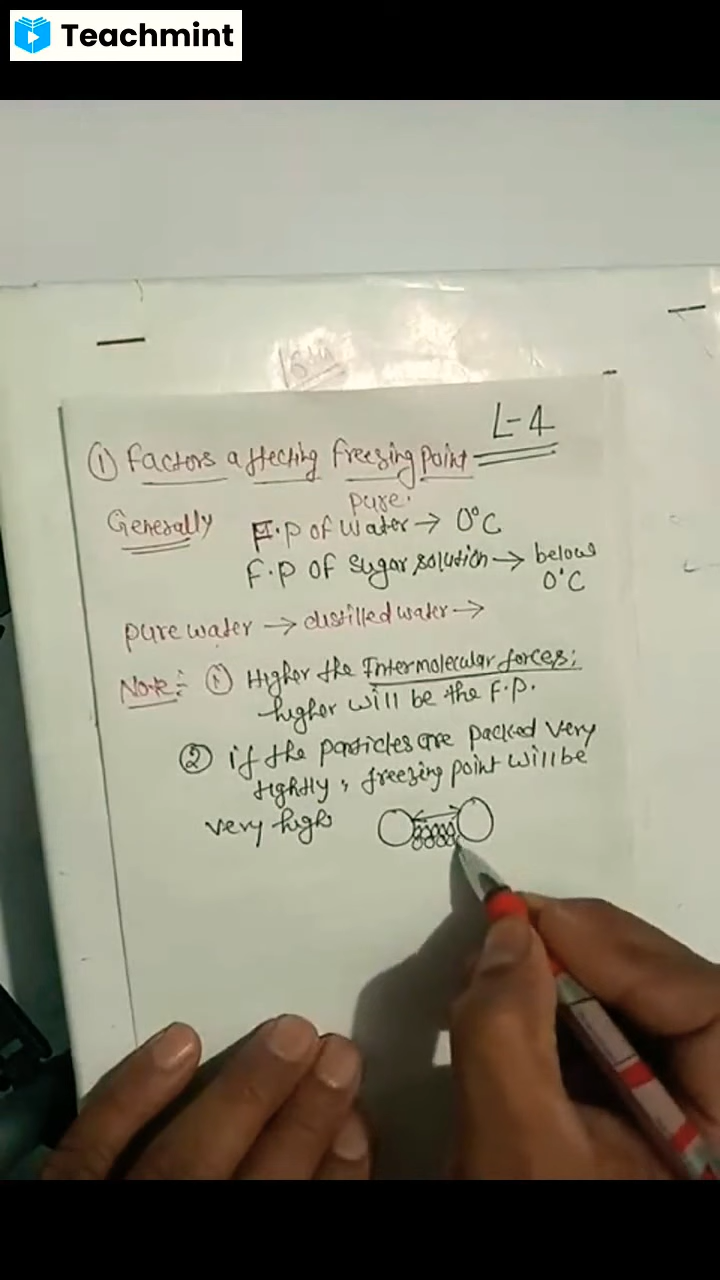 Teachmint
L-4
① Factors affecting freezing point
pure.
Generally F.P of water → 0°C
F.P OF Sugar solution → below
0°C
pure water → distilled water →
Note:- ① Higher the Intermolecular forces;
higher will be the F.P.
② if the particles are packed very
tightly, freezing point will be
very high